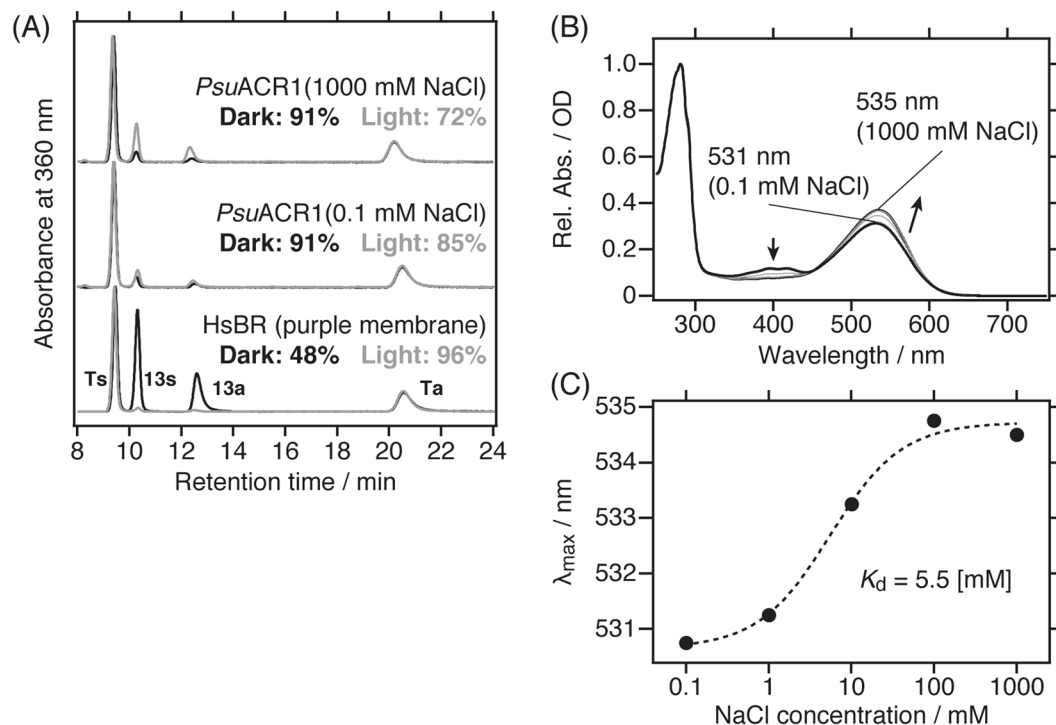 (A)
Absorbance at 360 nm
PsuACR1(1000 mM NaCl)
Dark: 91% Light: 72%
PsuACR1(0.1 mM NaCl)
Dark: 91% Light: 85%
HsBR (purple membrane)
Dark: 48% Light: 96%
Ts 13s 13a Ta
8 10 12 14 16 18 20 22 24
Retention time / min
(B)
Rel. Abs. / OD
1.0
0.8
0.6
0.4
0.2
0
535 nm
(1000 mM NaCl)
531 nm
(0.1 mM NaCl)
300 400 500 600 700
Wavelength / nm
(C)
λmax / nm
535
534
533
532
531
Kd = 5.5 [mM]
0.1 1 10 100 1000
NaCl concentration / mM